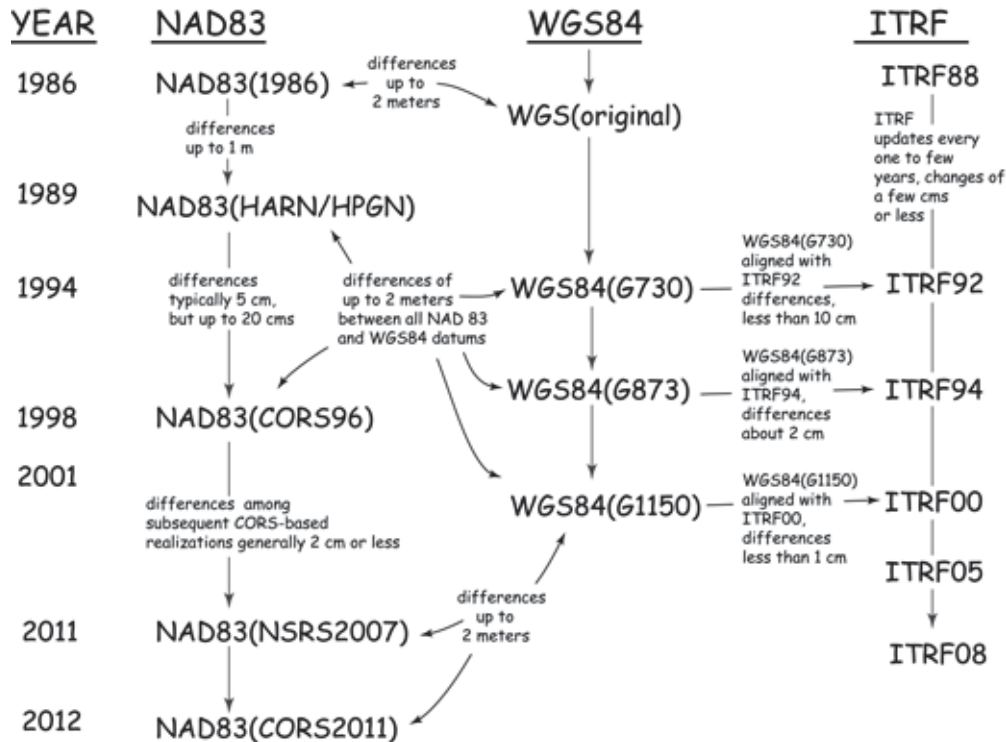 YEAR
NAD83
WGS84
ITRF
1986
NAD83(1986)
differences
up to
2 meters
WGS(original)
ITRF88
differences
up to 1 m
ITRF
updates every
one to few
years, changes of
a few cms
or less
1989
NAD83(HARN/HPGN)
1994
differences
typically 5 cm,
but up to 20 cms
differences of
up to 2 meters
between all NAD 83
and WGS84 datums
WGS84(G730)
WGS84(G730)
aligned with
ITRF92
differences,
less than 10 cm
ITRF92
1998
NAD83(CORS96)
WGS84(G873)
WGS84(G873)
aligned with
ITRF94,
differences
about 2 cm
ITRF94
2001
differences among
subsequent CORS-based
realizations generally 2 cm or less
WGS84(G1150)
WGS84(G1150)
aligned with
ITRF00,
differences
less than 1 cm
ITRF00
ITRF05
2011
NAD83(NSRS2007)
differences
up to
2 meters
ITRF08
2012
NAD83(CORS2011)